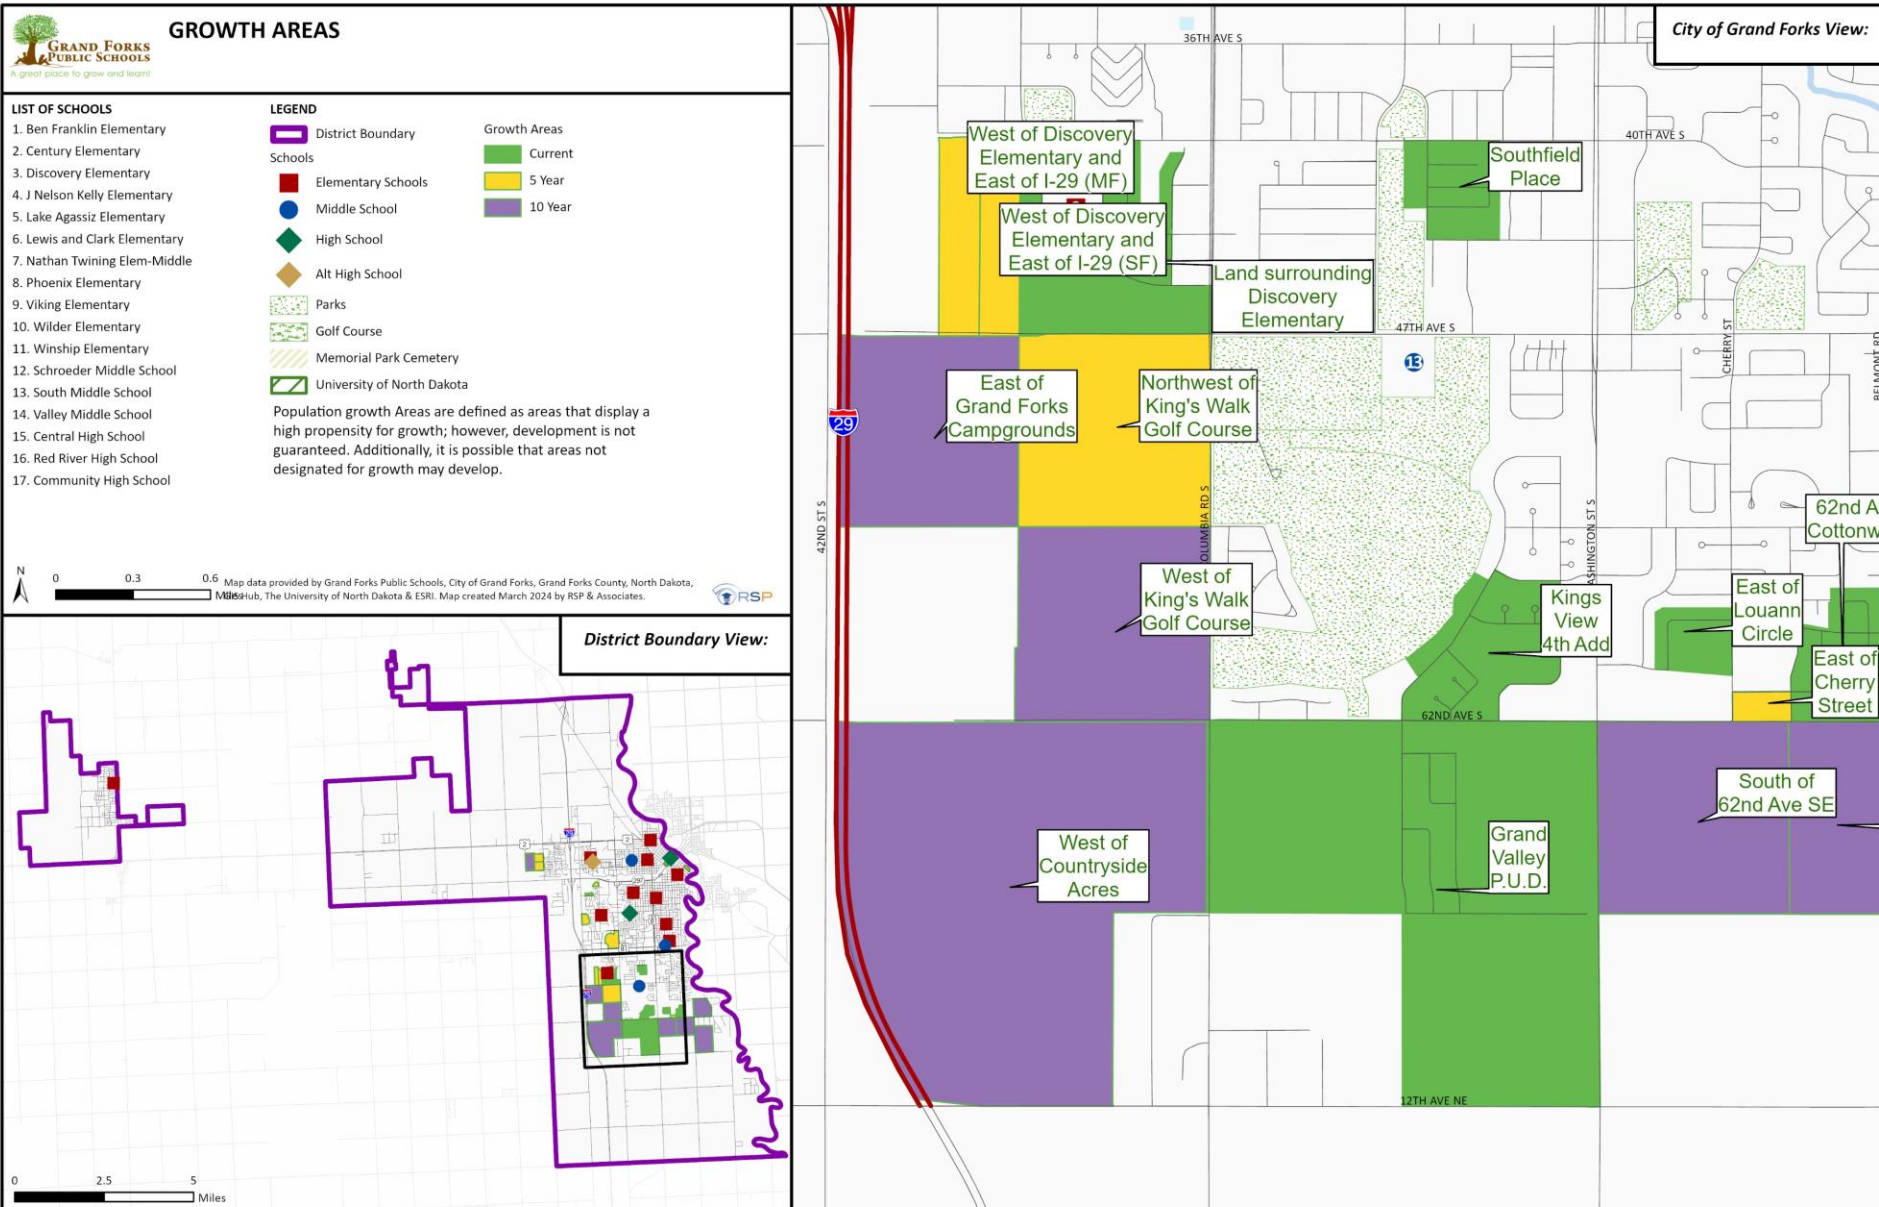 GROWTH AREAS
GRAND FORKS
PUBLIC SCHOOLS
A great place to grow and learn!
LIST OF SCHOOLS
1. Ben Franklin Elementary
2. Century Elementary
3. Discovery Elementary
4. J Nelson Kelly Elementary
5. Lake Agassiz Elementary
6. Lewis and Clark Elementary
7. Nathan Twining Elem-Middle
8. Phoenix Elementary
9. Viking Elementary
10. Wilder Elementary
11. Winship Elementary
12. Schroeder Middle School
13. South Middle School
14. Valley Middle School
15. Central High School
16. Red River High School
17. Community High School
LEGEND
District Boundary
Schools
Elementary Schools
Middle School
High School
Alt High School
Parks
Golf Course
Memorial Park Cemetery
University of North Dakota
Growth Areas
Current
5 Year
10 Year
Population growth Areas are defined as areas that display a
high propensity for growth; however, development is not
guaranteed. Additionally, it is possible that areas not
designated for growth may develop.
N
0 0.3 0.6
Miles
Map data provided by Grand Forks Public Schools, City of Grand Forks, Grand Forks County, North Dakota,
Hub, The University of North Dakota & ESRI. Map created March 2024 by RSP & Associates.
RSP
District Boundary View:
29
2
2
297
0 2.5 5
Miles
City of Grand Forks View:
36TH AVE S
40TH AVE S
West of Discovery
Elementary and
East of I-29 (MF)
Southfield
Place
West of Discovery
Elementary and
East of I-29 (SF)
Land surrounding
Discovery
Elementary
47TH AVE S
CHERRY ST
BELMONT RD
13
29
East of
Grand Forks
Campgrounds
Northwest of
King's Walk
Golf Course
42ND ST S
OLUMBIA RD S
ASHINGTON ST S
62nd A
Cottonw
West of
King's Walk
Golf Course
Kings
View
4th Add
East of
Louann
Circle
East of
Cherry
Street
62ND AVE S
South of
62nd Ave SE
West of
Countryside
Acres
Grand
Valley
P.U.D.
12TH AVE NE